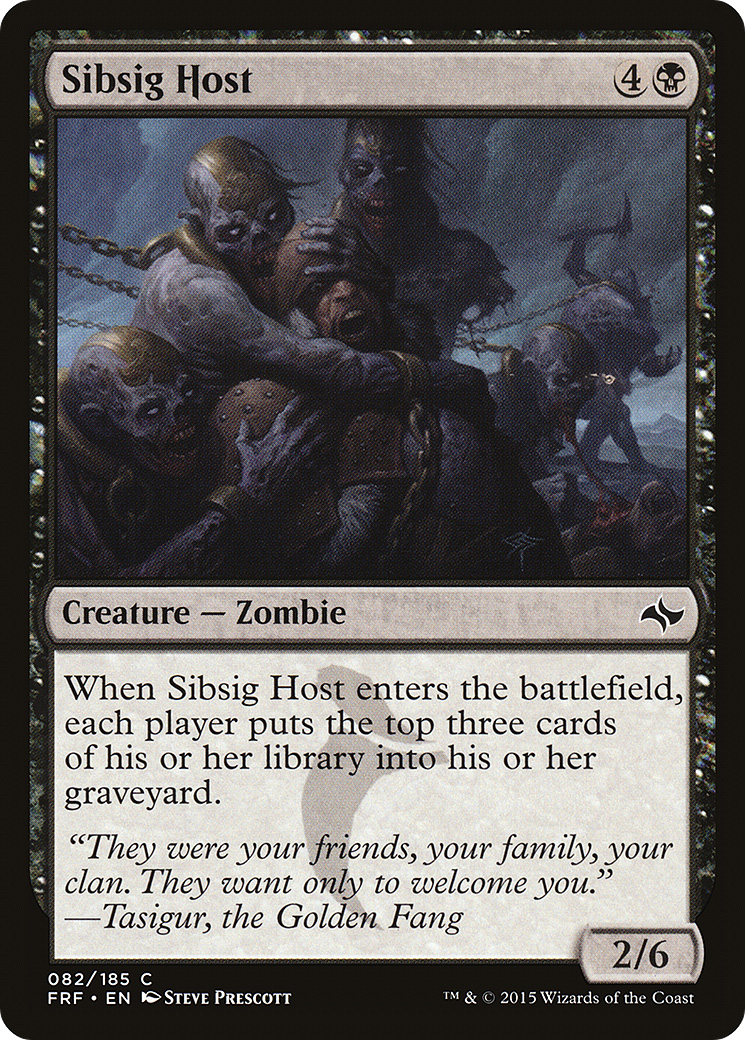 Sibsig Host 4
Creature — Zombie
When Sibsig Host enters the battlefield,
each player puts the top three cards
of his or her library into his or her
graveyard.
“They were your friends, your family, your
clan. They want only to welcome you.”
—Tasigur, the Golden Fang
2/6
082/185 C
FRF • EN Steve Prescott
™ & © 2015 Wizards of the Coast